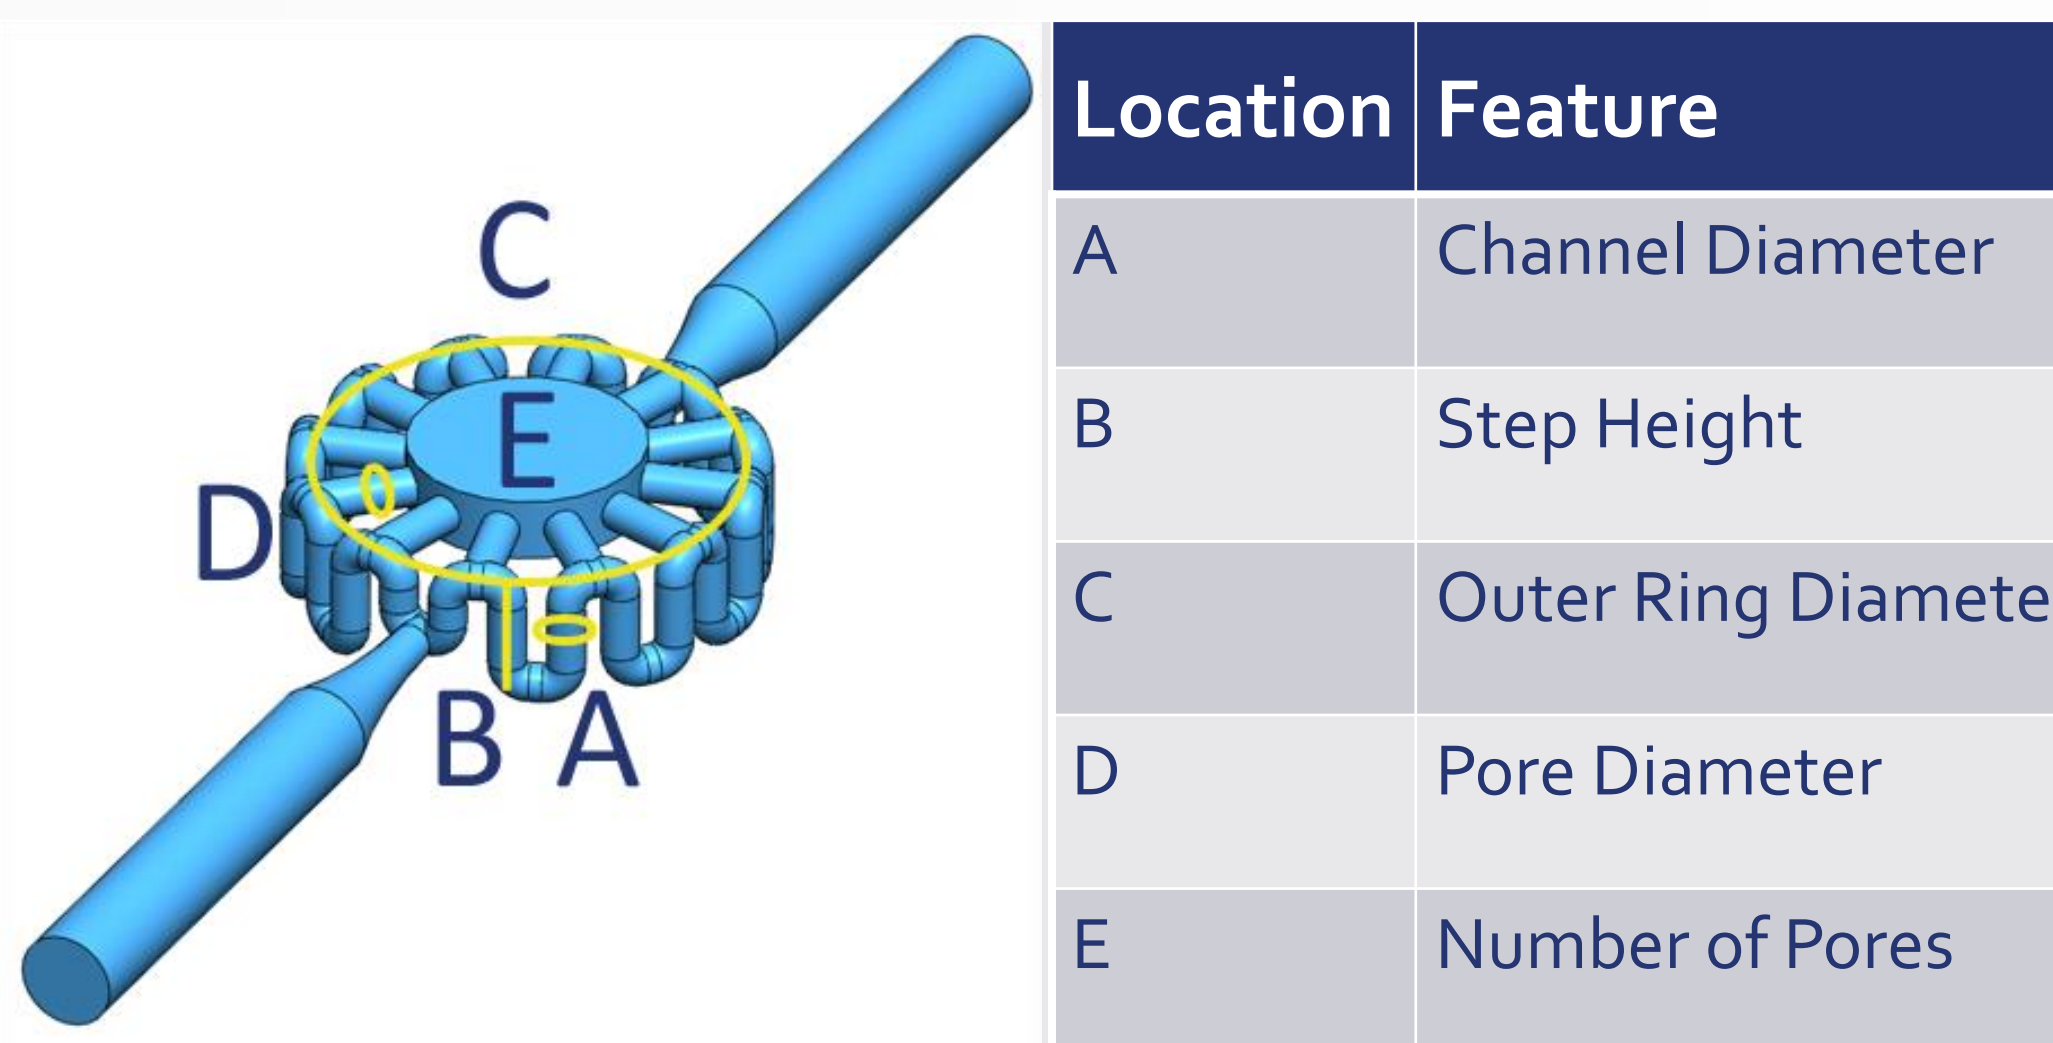 C
E
D
B A
Location Feature
A Channel Diameter
B Step Height
C Outer Ring Diamete
D Pore Diameter
E Number of Pores